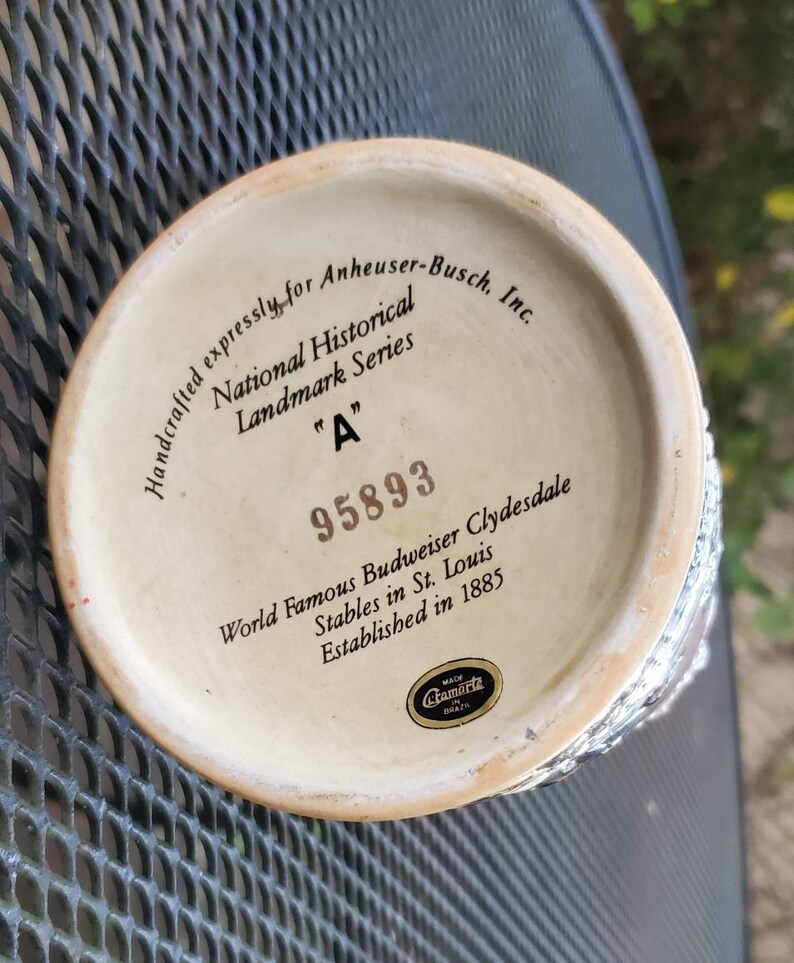 Handcrafted expressly for Anheuser-Busch, Inc.
National Historical
Landmark Series
"A"
95893
World Famous Budweiser Clydesdale
Stables in St. Louis
Established in 1885
MADE
Ceramarte
IN
BRAZIL